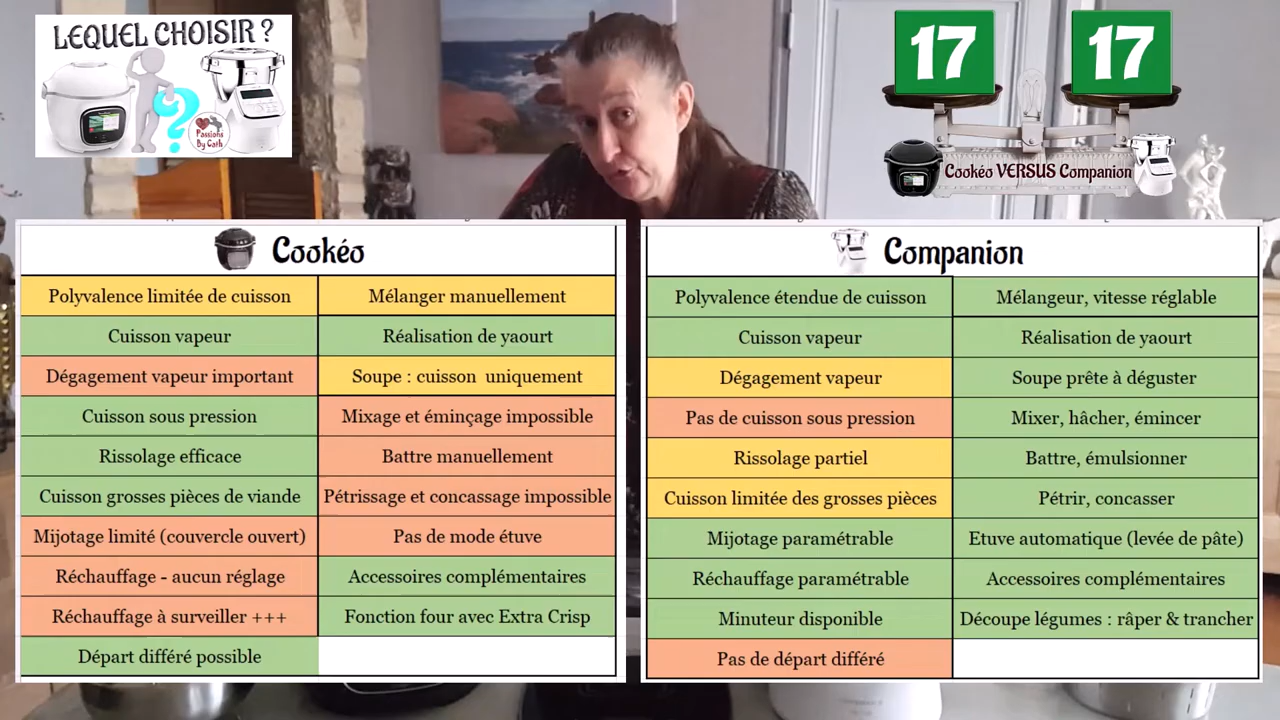 LEQUEL CHOISIR ?
Passions
By Cath
17
17
Cookéo VERSUS Companion
Cookéo
Polyvalence limitée de cuisson
Mélanger manuellement
Cuisson vapeur
Réalisation de yaourt
Dégagement vapeur important
Soupe : cuisson uniquement
Cuisson sous pression
Mixage et éminçage impossible
Rissolage efficace
Battre manuellement
Cuisson grosses pièces de viande
Pétrissage et concassage impossible
Mijotage limité (couvercle ouvert)
Pas de mode étuve
Réchauffage - aucun réglage
Accessoires complémentaires
Réchauffage à surveiller +++
Fonction four avec Extra Crisp
Départ différé possible
Companion
Polyvalence étendue de cuisson
Mélangeur, vitesse réglable
Cuisson vapeur
Réalisation de yaourt
Dégagement vapeur
Soupe prête à déguster
Pas de cuisson sous pression
Mixer, hâcher, émincer
Rissolage partiel
Battre, émulsionner
Cuisson limitée des grosses pièces
Pétrir, concasser
Mijotage paramétrable
Etuve automatique (levée de pâte)
Réchauffage paramétrable
Accessoires complémentaires
Minuteur disponible
Découpe légumes : râper & trancher
Pas de départ différé